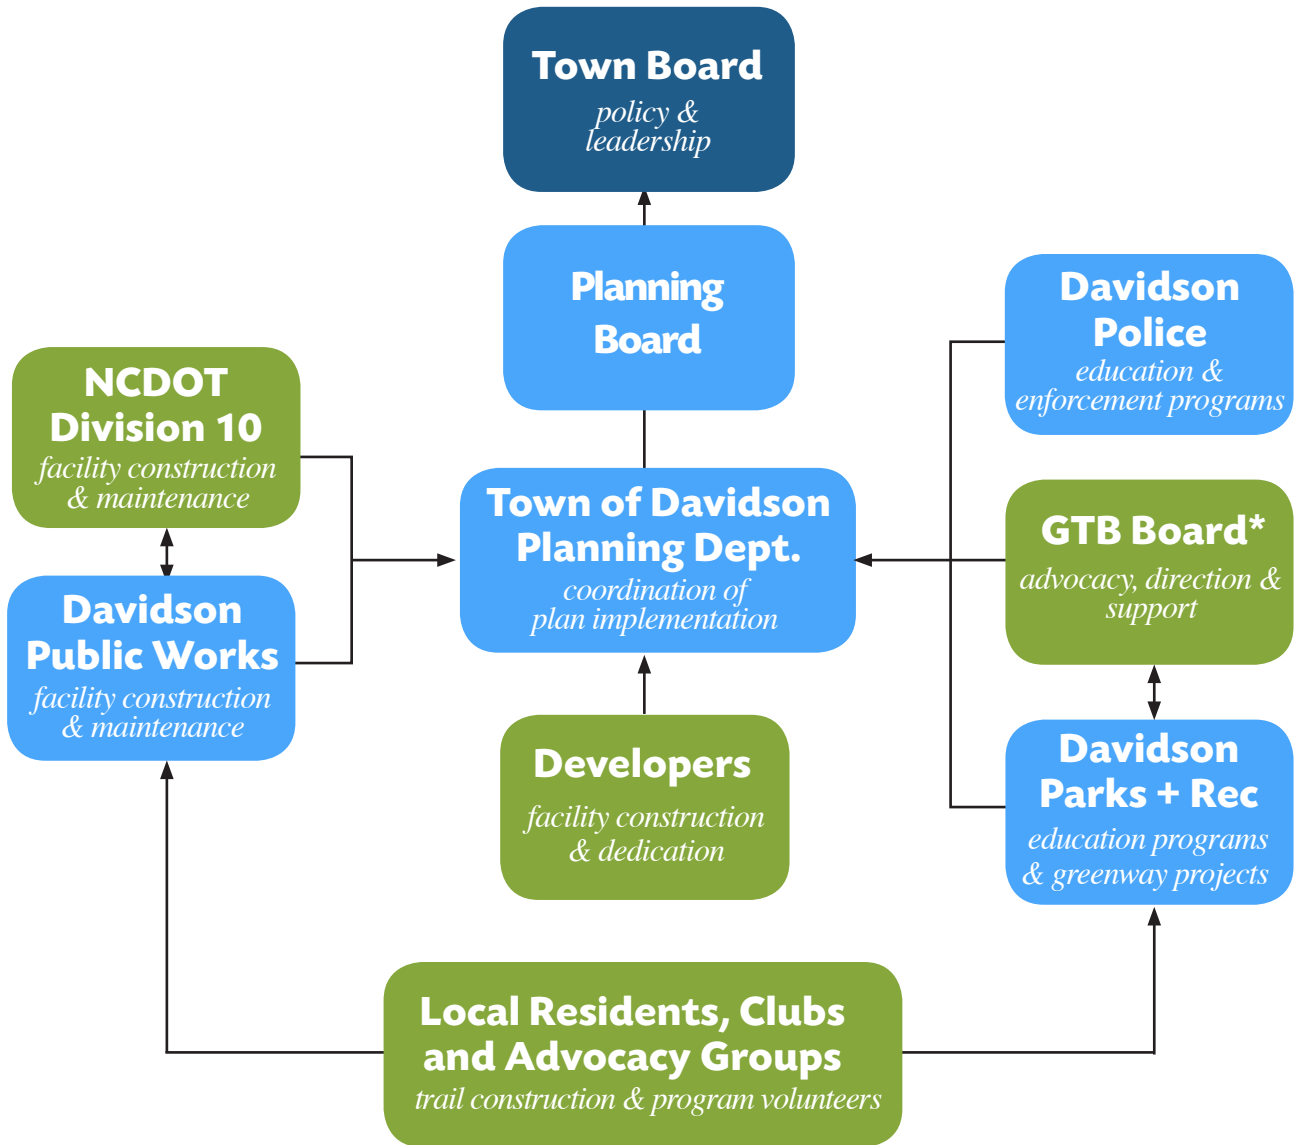 Town Board
policy &
leadership
Planning
Board
Davidson
Police
education &
enforcement programs
NCDOT
Division 10
facility construction
& maintenance
Town of Davidson
Planning Dept.
coordination of
plan implementation
GTB Board*
advocacy, direction &
support
Davidson
Public Works
facility construction
& maintenance
Developers
facility construction
& dedication
Davidson
Parks + Rec
education programs
& greenway projects
Local Residents, Clubs
and Advocacy Groups
trail construction & program volunteers